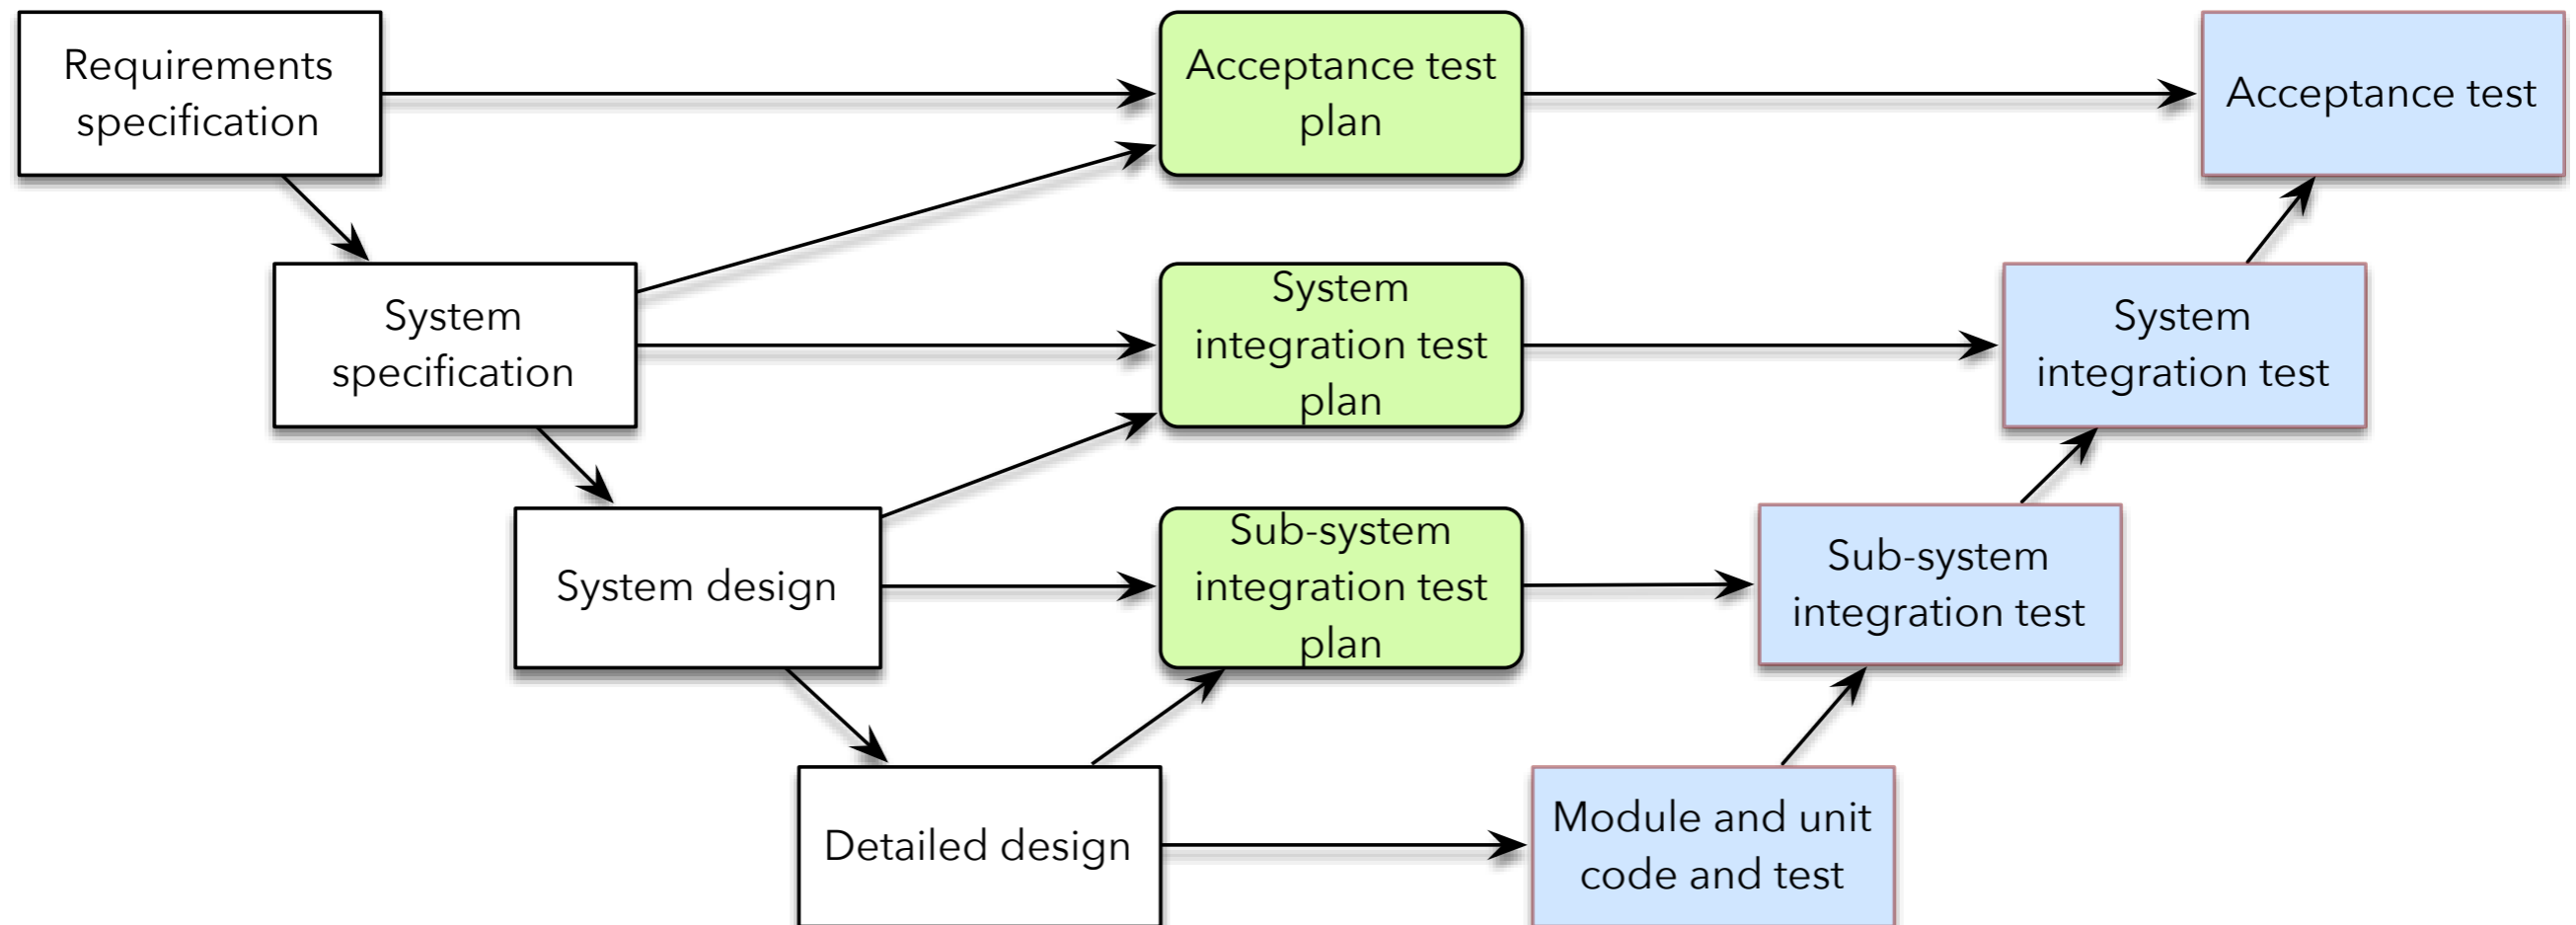 Requirements
specification
Acceptance test
plan
Acceptance test
System
specification
System
integration test
plan
System
integration test
System design
Sub-system
integration test
plan
Sub-system
integration test
Detailed design
Module and unit
code and test